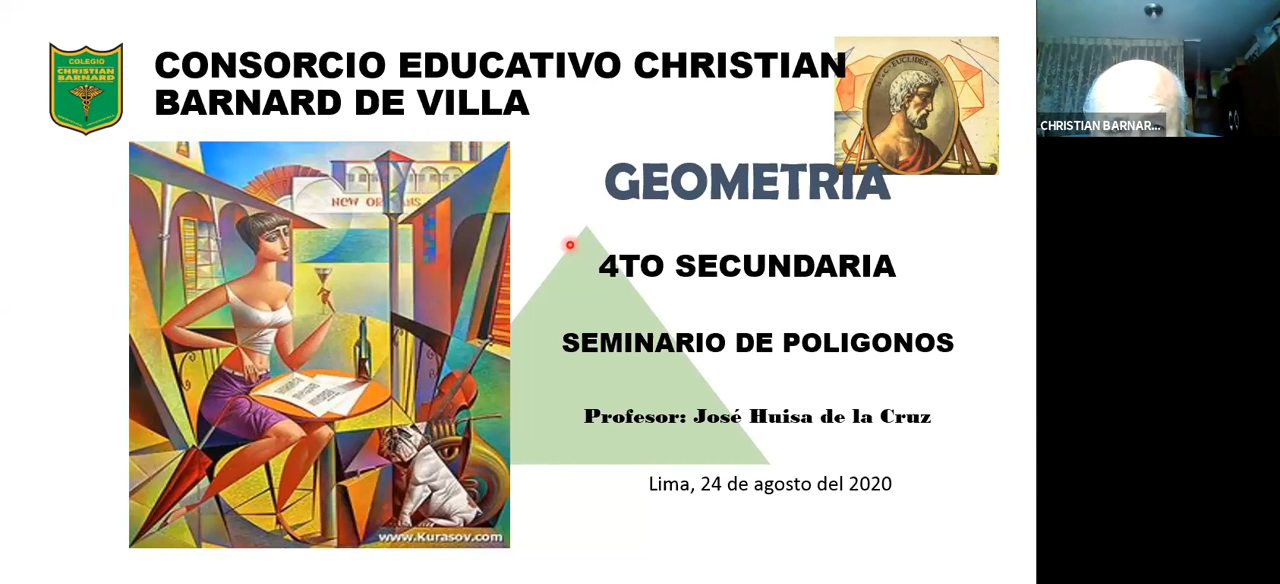 COLEGIO
CHRISTIAN
BARNARD
CONSORCIO EDUCATIVO CHRISTIAN
BARNARD DE VILLA
EUCLIDES
CHRISTIAN BARNAR...
GEOMETRIA
NEW ORLEANS
4TO SECUNDARIA
SEMINARIO DE POLIGONOS
Profesor: José Huisa de la Cruz
Lima, 24 de agosto del 2020
www.Kurasov.com